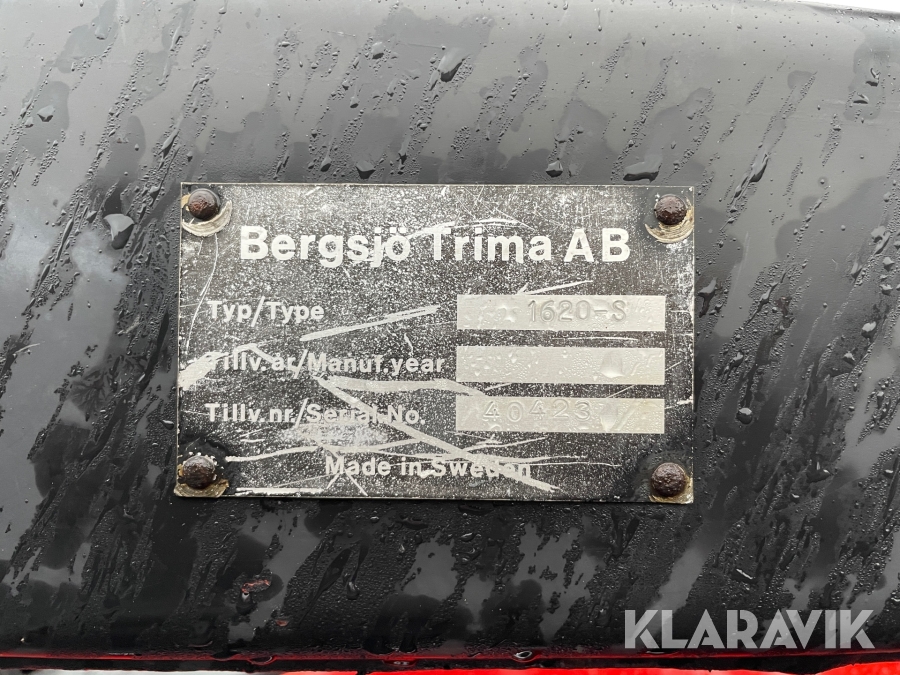 Bergsjö Trima AB
Typ/Type 1620-S
Tillv.år/Manuf.year
Tillv.nr/Serial.No. 40423
Made in Sweden
KLARAVIK